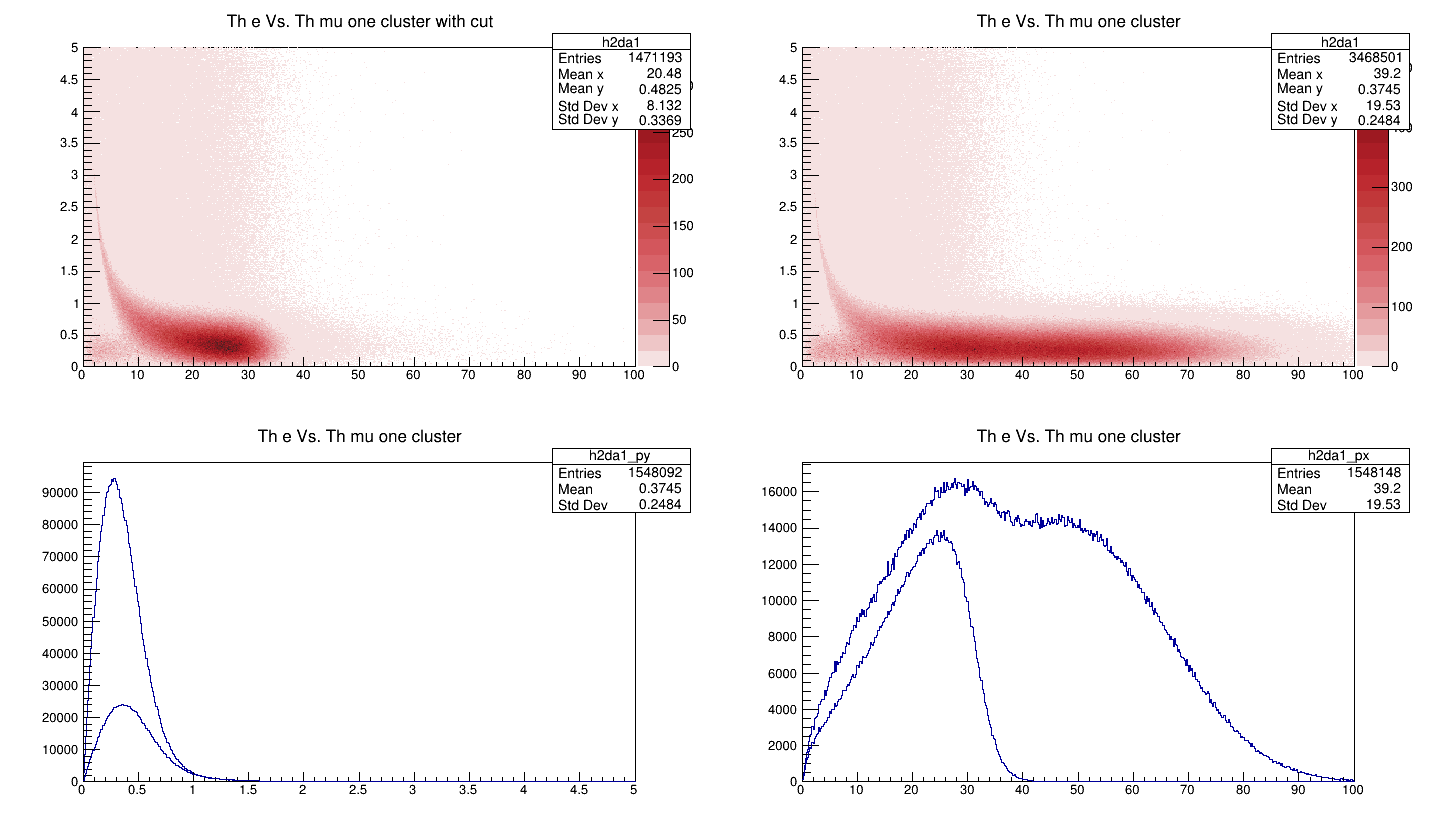 Th e Vs. Th mu one cluster with cut
h2da1
Entries 1471193
Mean x 20.48
Mean y 0.4825
Std Dev x 8.132
Std Dev y 0.3369
5
4.5
4
3.5
3
2.5
2
1.5
1
0.5
0
0 10 20 30 40 50 60 70 80 90 100
250
200
150
100
50
0
Th e Vs. Th mu one cluster
h2da1
Entries 3468501
Mean x 39.2
Mean y 0.3745
Std Dev x 19.53
Std Dev y 0.2484
5
4.5
4
3.5
3
2.5
2
1.5
1
0.5
0
0 10 20 30 40 50 60 70 80 90 100
300
200
100
0
Th e Vs. Th mu one cluster
h2da1_py
Entries 1548092
Mean 0.3745
Std Dev 0.2484
90000
80000
70000
60000
50000
40000
30000
20000
10000
0
0 0.5 1 1.5 2 2.5 3 3.5 4 4.5 5
Th e Vs. Th mu one cluster
h2da1_px
Entries 1548148
Mean 39.2
Std Dev 19.53
16000
14000
12000
10000
8000
6000
4000
2000
0
0 10 20 30 40 50 60 70 80 90 100